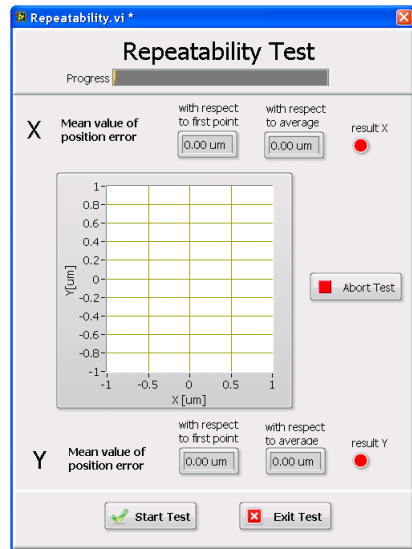 Repeatability.vi *
Repeatability Test
Progress
X
Mean value of
position error
with respect
to first point
0.00 um
with respect
to average
0.00 um
result X
1
0.8
0.6
0.4
0.2
0
-0.2
-0.4
-0.6
-0.8
-1
Y[um]
-1
-0.5
0
0.5
1
X [um]
Abort Test
Y
Mean value of
position error
with respect
to first point
0.00 um
with respect
to average
0.00 um
result Y
Start Test
Exit Test